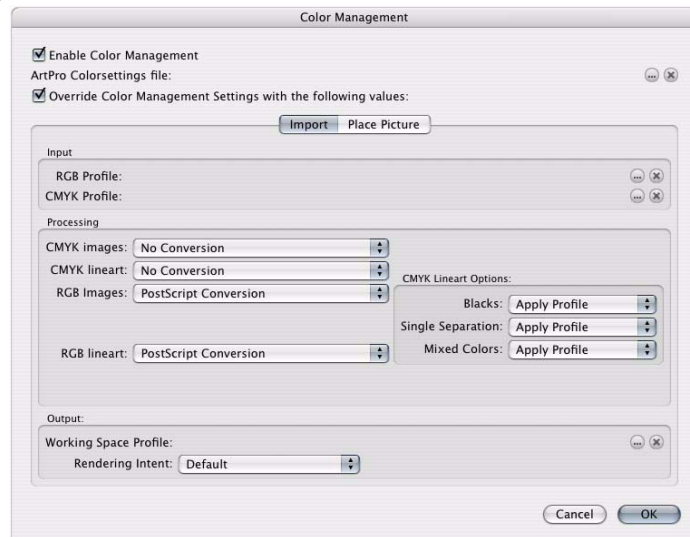 Color Management
Enable Color Management
ArtPro Colorsettings file:
Override Color Management Settings with the following values:
Import Place Picture
Input
RGB Profile:
CMYK Profile:
Processing
CMYK images: No Conversion
CMYK lineart: No Conversion
RGB Images: PostScript Conversion
CMYK Lineart Options:
Blacks: Apply Profile
Single Separation: Apply Profile
Mixed Colors: Apply Profile
RGB lineart: PostScript Conversion
Output:
Working Space Profile:
Rendering Intent: Default
Cancel OK